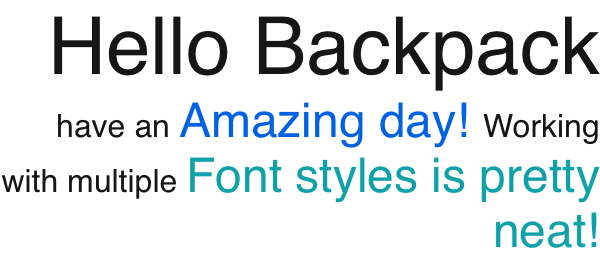 Hello Backpack
have an Amazing day! Working
with multiple Font styles is pretty
neat!